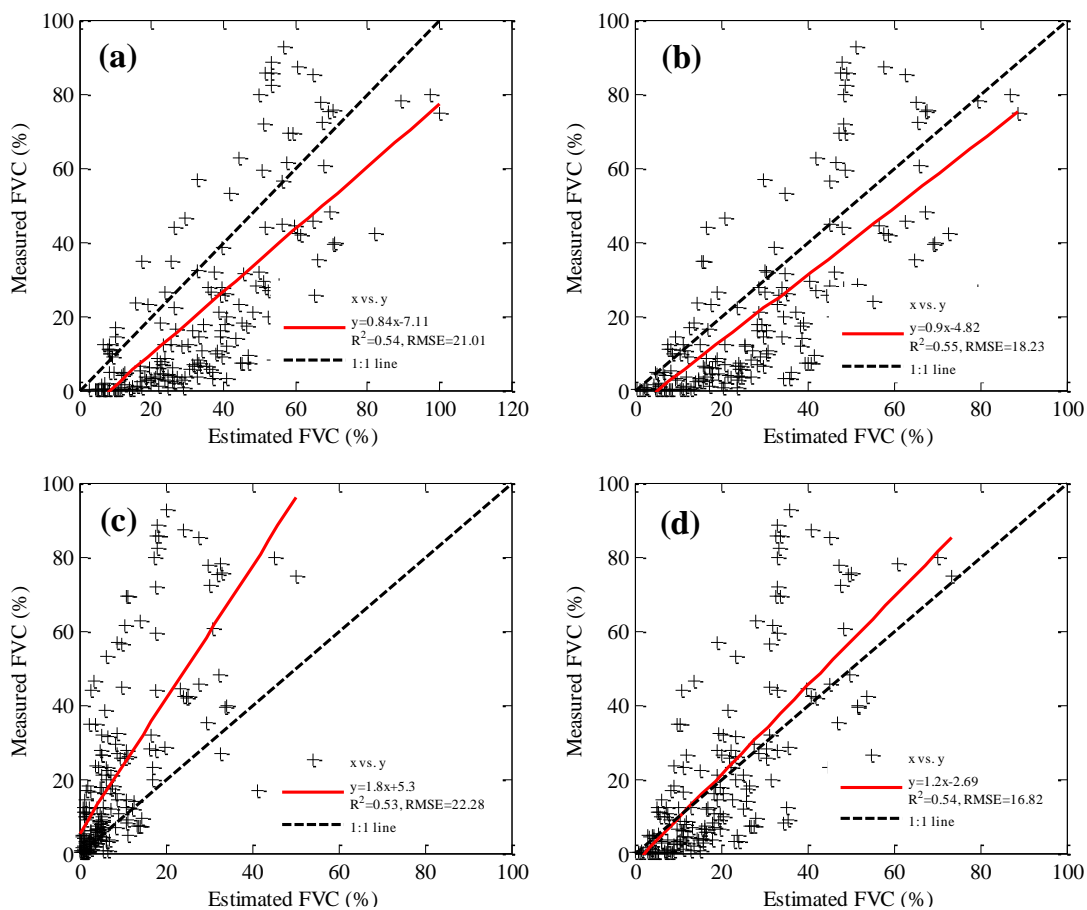 (a)
100
80
60
40
20
0
Measured FVC (%)
0 20 40 60 80 100 120
Estimated FVC (%)
x vs. y
y=0.84x-7.11
R²=0.54, RMSE=21.01
1:1 line
(b)
100
80
60
40
20
0
Measured FVC (%)
0 20 40 60 80 100
Estimated FVC (%)
x vs. y
y=0.9x-4.82
R²=0.55, RMSE=18.23
1:1 line
(c)
100
80
60
40
20
0
Measured FVC (%)
0 20 40 60 80 100
Estimated FVC (%)
x vs. y
y=1.8x+5.3
R²=0.53, RMSE=22.28
1:1 line
(d)
100
80
60
40
20
0
Measured FVC (%)
0 20 40 60 80 100
Estimated FVC (%)
x vs. y
y=1.2x-2.69
R²=0.54, RMSE=16.82
1:1 line